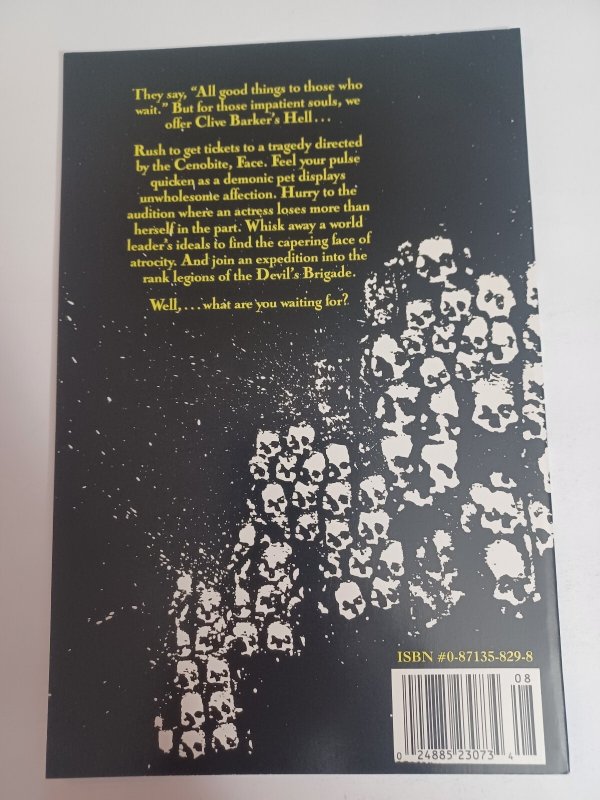 They say, “All good things to those who
wait.” But for those impatient souls, we
offer Clive Barker's Hell...
Rush to get tickets to a tragedy directed
by the Cenobite, Face. Feel your pulse
quicken as a demonic pet displays
unwholesome affection. Hurry to the
audition where an actress loses more than
herself in the part. Whisk away a world
leader's ideals to find the capering face of
atrocity. And join an expedition into the
rank legions of the Devil's Brigade.
Well, ... what are you waiting for?
ISBN #0-87135-829-8
08
0 24885 23073 4